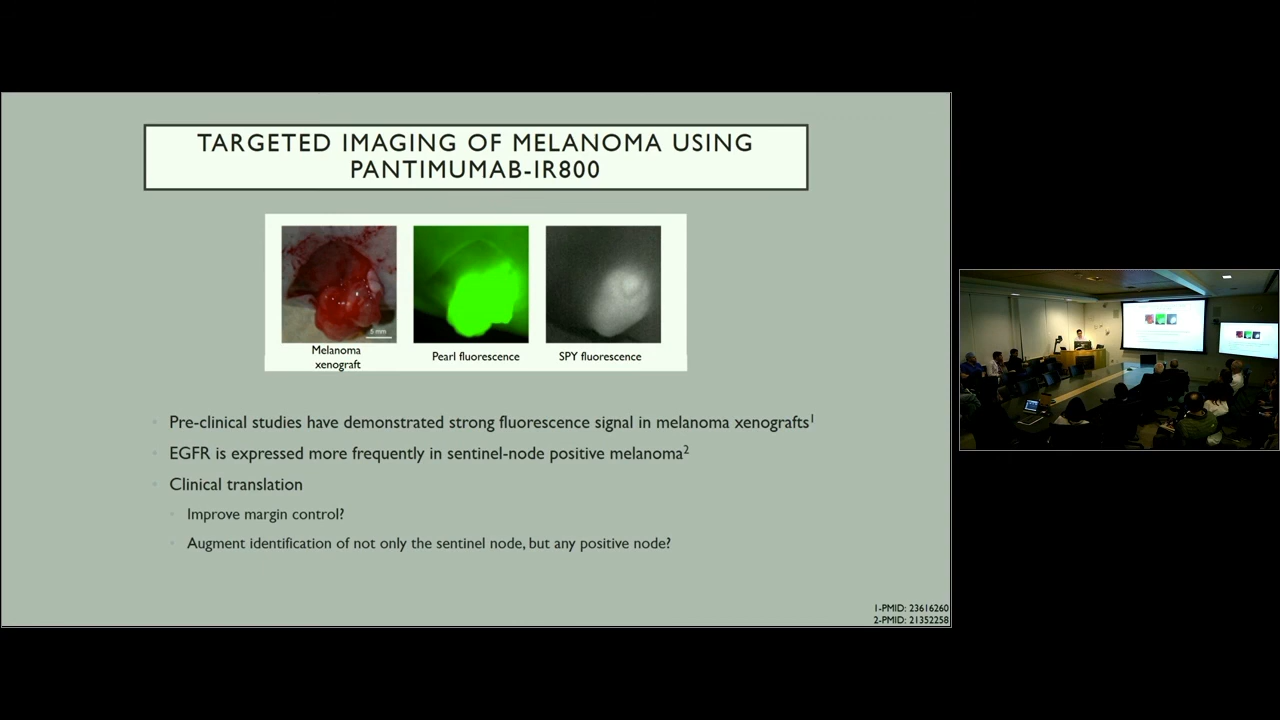 TARGETED IMAGING OF MELANOMA USING
PANTIMUMAB-IR800
5 mm
Melanoma
xenograft
Pearl fluorescence
SPY fluorescence
Pre-clinical studies have demonstrated strong fluorescence signal in melanoma xenografts1
EGFR is expressed more frequently in sentinel-node positive melanoma2
Clinical translation
Improve margin control?
Augment identification of not only the sentinel node, but any positive node?
1-PMID: 23616260
2-PMID: 21352258